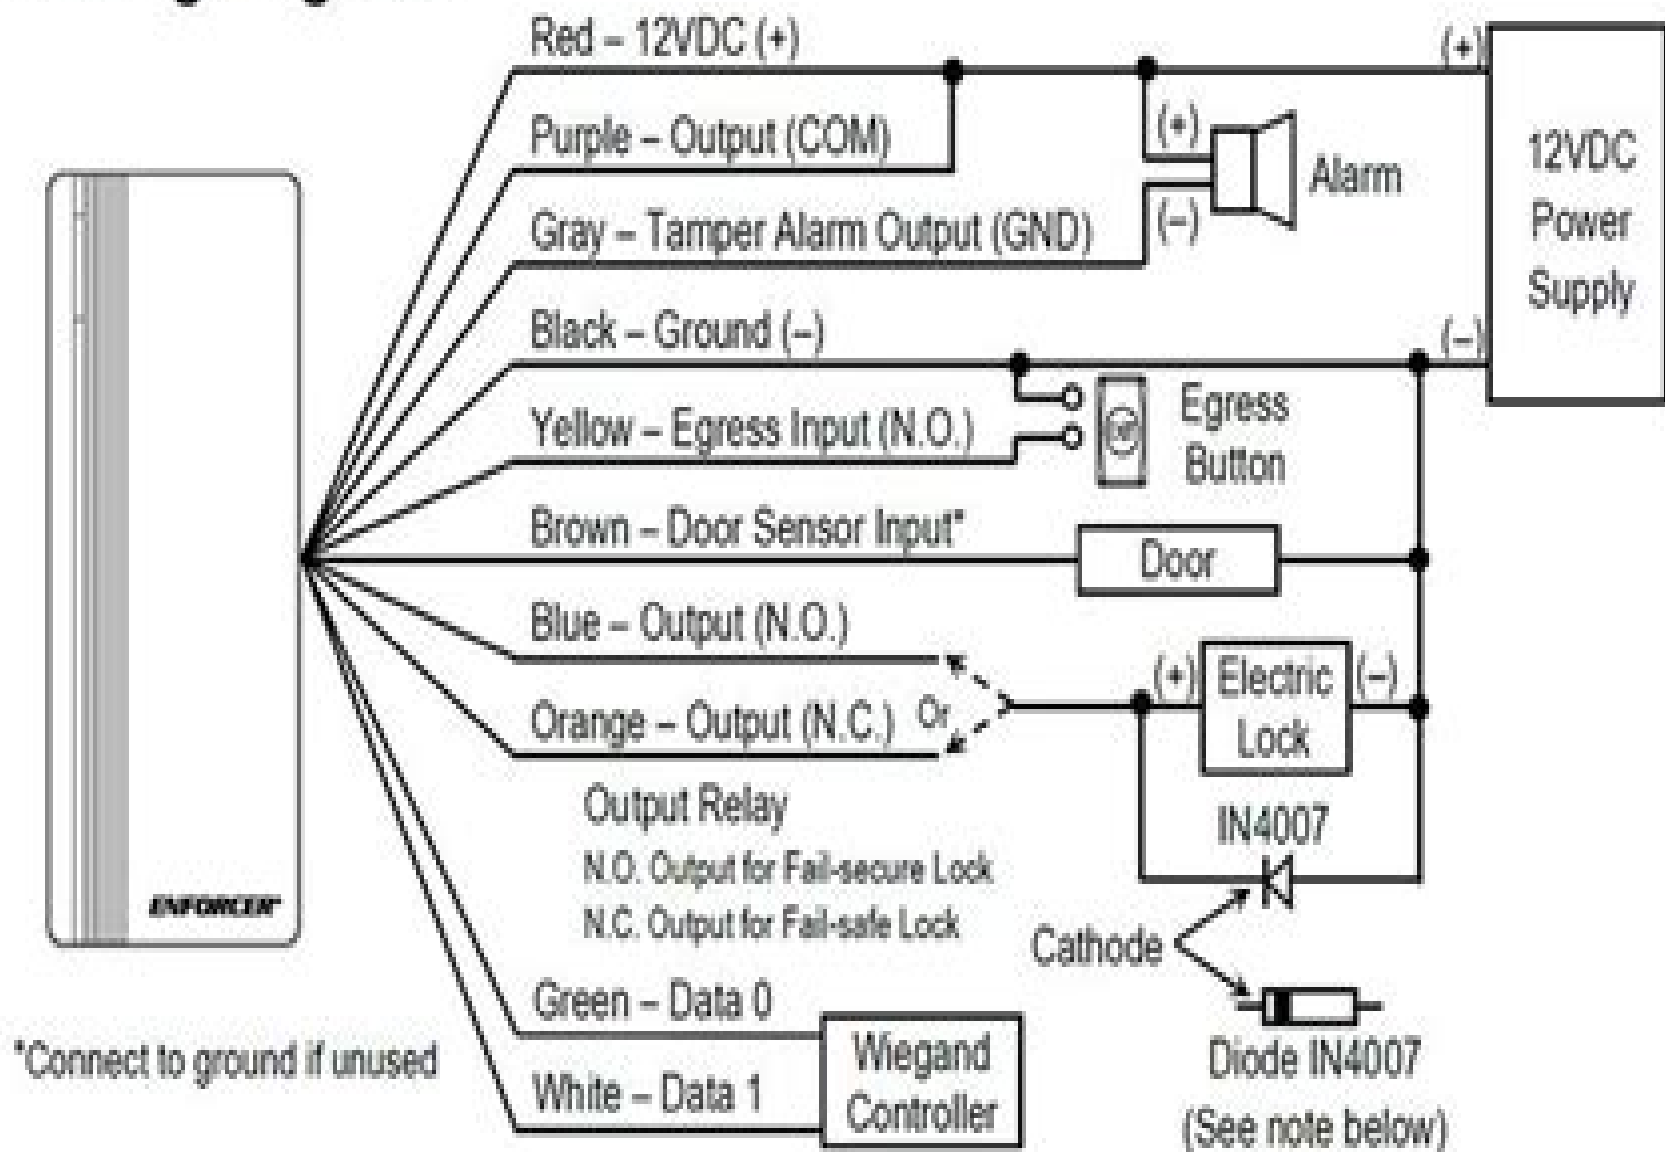 Red – 12VDC (+)
(+)
Purple – Output (COM)
(+)
Alarm
12VDC
Power
Supply
Gray – Tamper Alarm Output (GND)
(–)
Black – Ground (–)
(–)
Yellow – Egress Input (N.O.)
Egress
Button
Brown – Door Sensor Input*
Door
Blue – Output (N.O.)
Orange – Output (N.C.)
Or
(+)
Electric
Lock
(–)
Output Relay
N.O. Output for Fail-secure Lock
N.C. Output for Fail-safe Lock
IN4007
ENFORCER®
Cathode
Green – Data 0
White – Data 1
Wiegand
Controller
Diode IN4007
(See note below)
*Connect to ground if unused